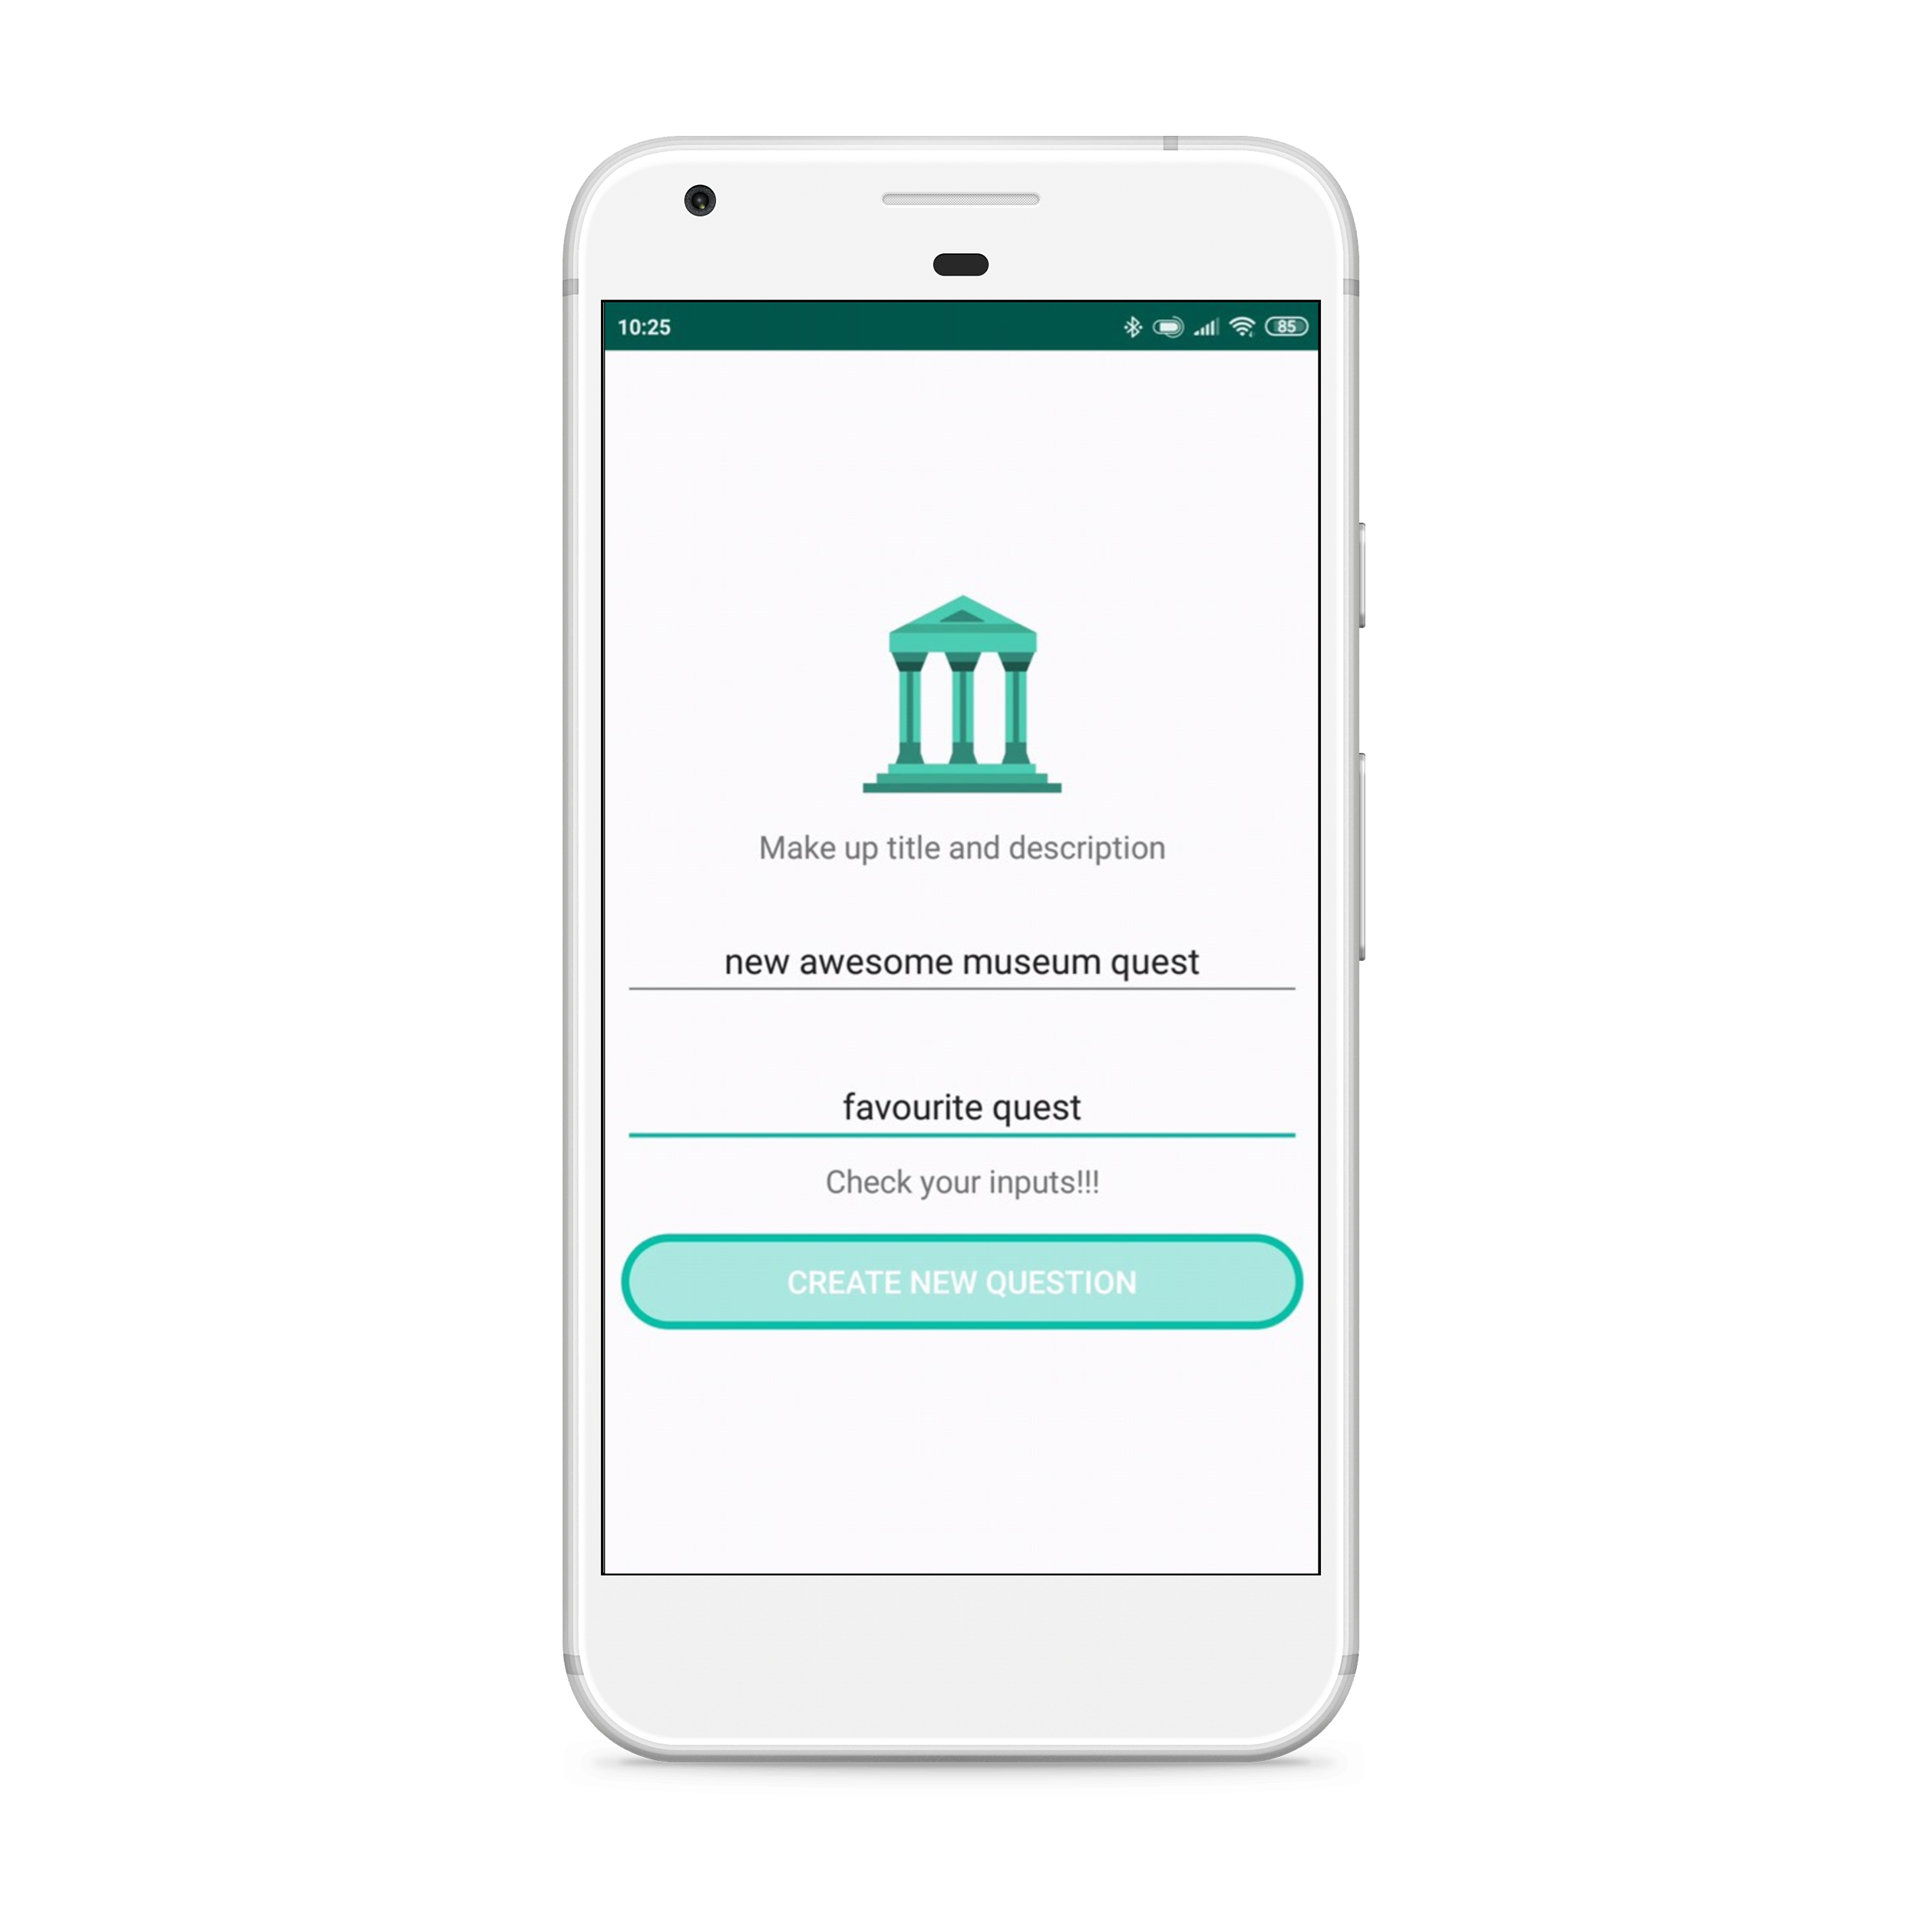 10:25
85
Make up title and description
new awesome museum quest
favourite quest
Check your inputs!!!
CREATE NEW QUESTION